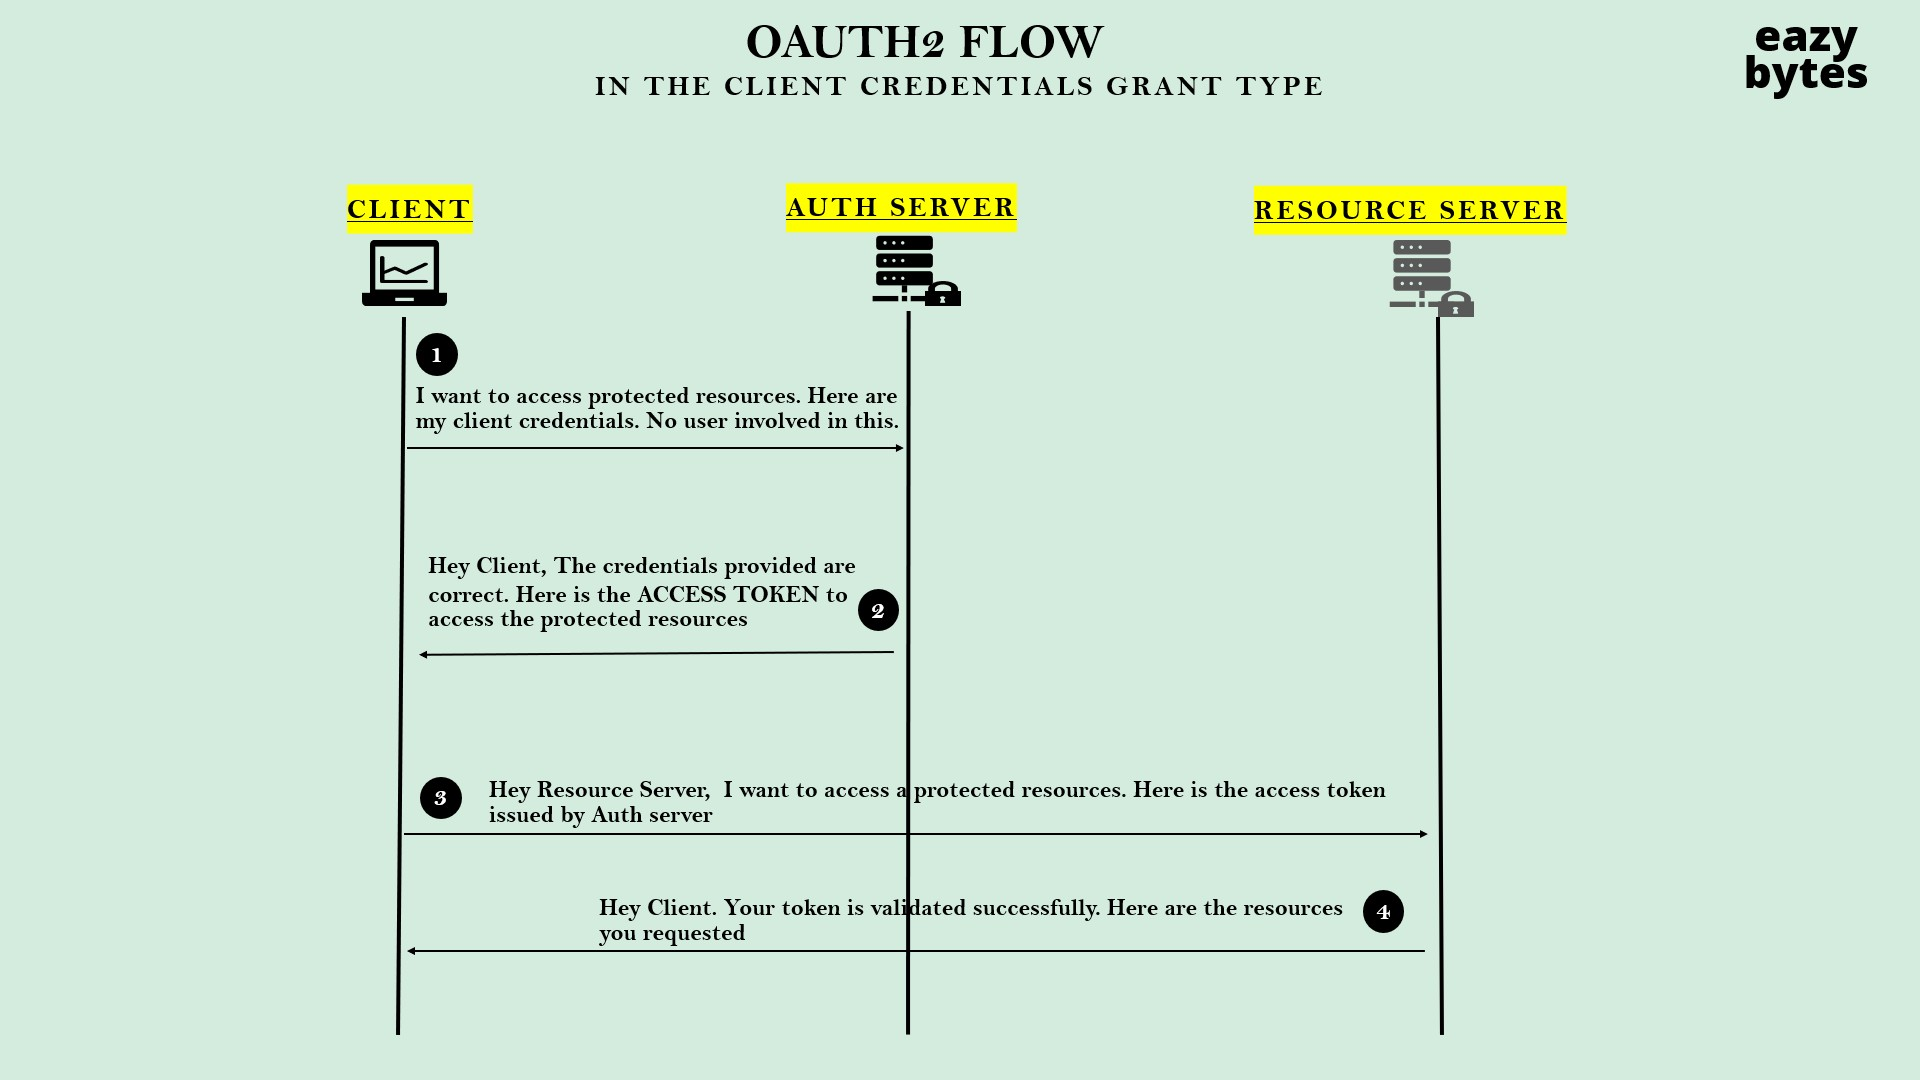 OAUTH2 FLOW
IN THE CLIENT CREDENTIALS GRANT TYPE
eazy
bytes
CLIENT
AUTH SERVER
RESOURCE SERVER
1
I want to access protected resources. Here are
my client credentials. No user involved in this.
Hey Client, The credentials provided are
correct. Here is the ACCESS TOKEN to
access the protected resources
2
3
Hey Resource Server,  I want to access a protected resources. Here is the access token
issued by Auth server
Hey Client. Your token is validated successfully. Here are the resources
you requested
4